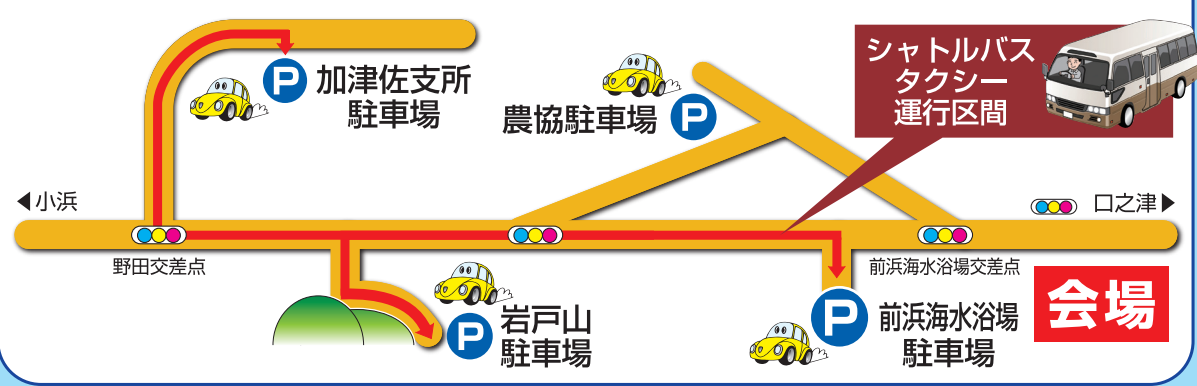 シャトルバス
タクシー
運行区間
P 加津佐支所
駐車場
農協駐車場 P
◀小浜
口之津▶
野田交差点
前浜海水浴場交差点
会場
P 岩戸山
駐車場
P 前浜海水浴場
駐車場